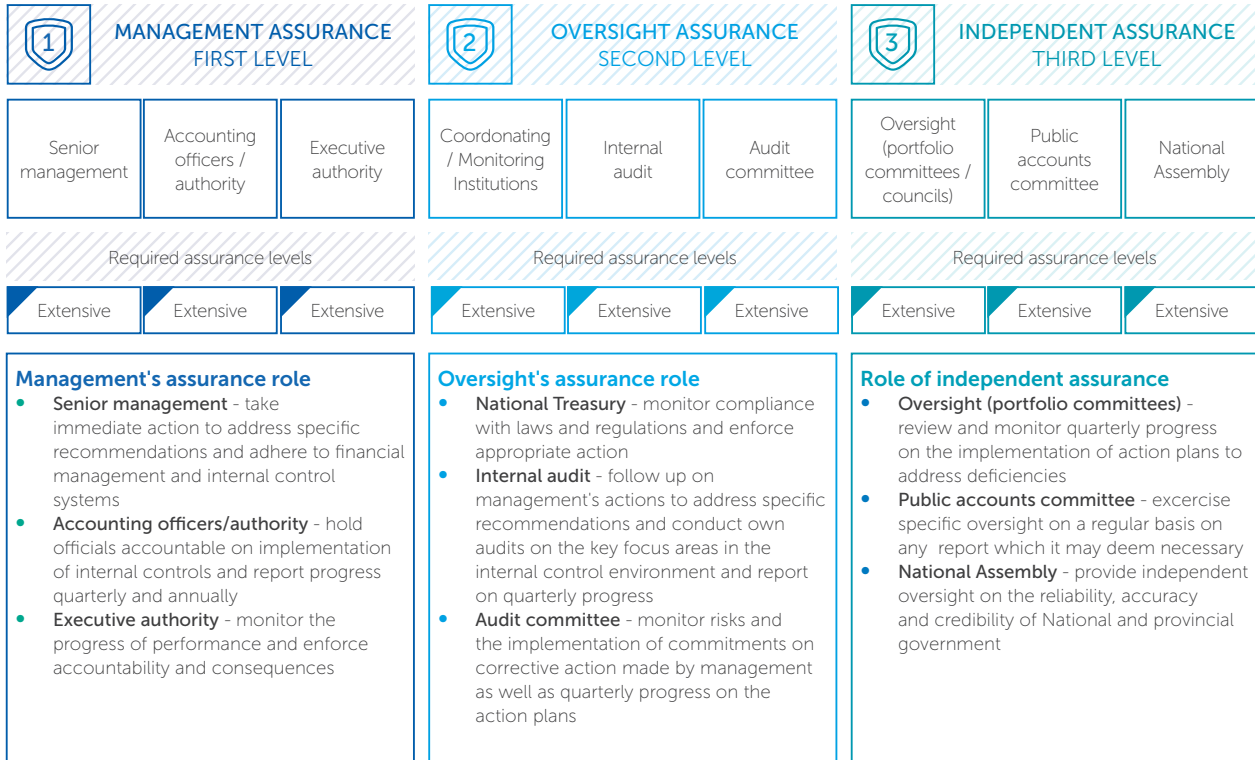 1
MANAGEMENT ASSURANCE
FIRST LEVEL
Senior
management
Accounting
officers /
authority
Executive
authority
Required assurance levels
Extensive
Extensive
Extensive
Management's assurance role
• Senior management - take
immediate action to address specific
recommendations and adhere to financial
management and internal control
systems
• Accounting officers/authority - hold
officials accountable on implementation
of internal controls and report progress
quarterly and annually
• Executive authority - monitor the
progress of performance and enforce
accountability and consequences
2
OVERSIGHT ASSURANCE
SECOND LEVEL
Coordonating
/ Monitoring
Institutions
Internal
audit
Audit
committee
Required assurance levels
Extensive
Extensive
Extensive
Oversight's assurance role
• National Treasury - monitor compliance
with laws and regulations and enforce
appropriate action
• Internal audit - follow up on
management's actions to address specific
recommendations and conduct own
audits on the key focus areas in the
internal control environment and report
on quarterly progress
• Audit committee - monitor risks and
the implementation of commitments on
corrective action made by management
as well as quarterly progress on the
action plans
3
INDEPENDENT ASSURANCE
THIRD LEVEL
Oversight
(portfolio
committees /
councils)
Public
accounts
committee
National
Assembly
Required assurance levels
Extensive
Extensive
Extensive
Role of independent assurance
• Oversight (portfolio committees) -
review and monitor quarterly progress
on the implementation of action plans to
address deficiencies
• Public accounts committee - excercise
specific oversight on a regular basis on
any report which it may deem necessary
• National Assembly - provide independent
oversight on the reliability, accuracy
and credibility of National and provincial
government